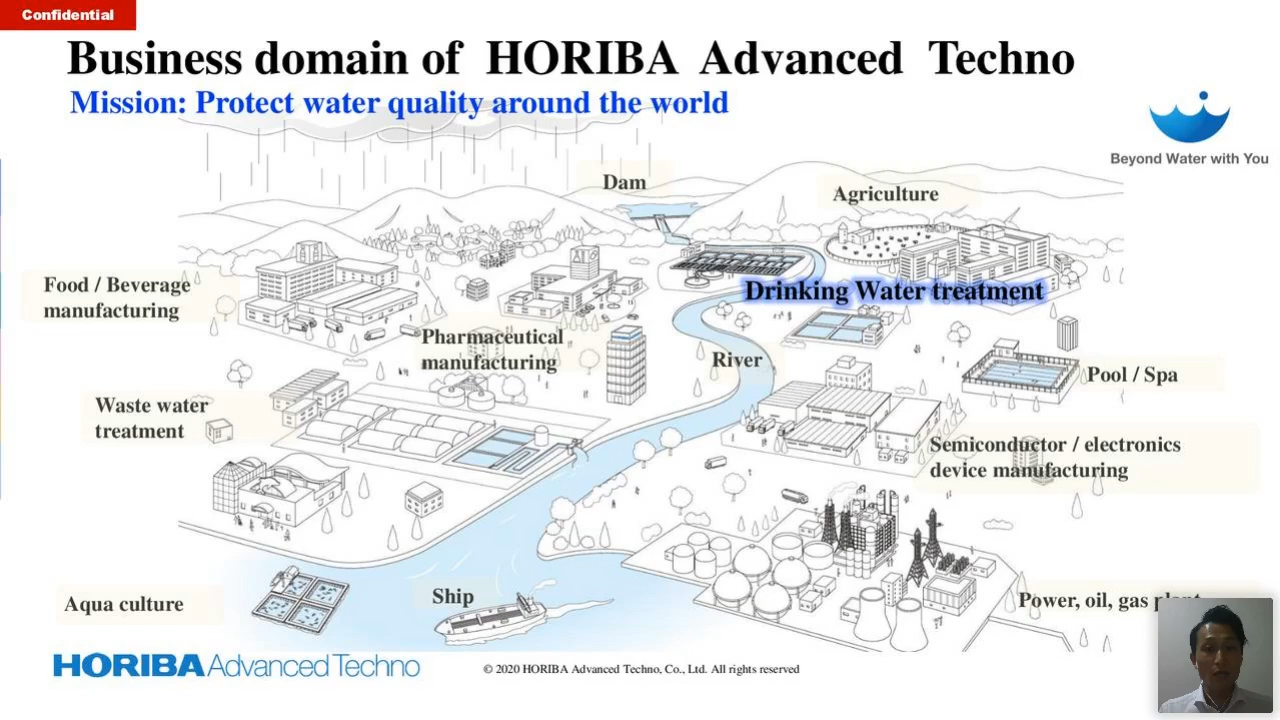 Confidential
Business domain of HORIBA Advanced Techno
Mission: Protect water quality around the world
Beyond Water with You
Dam
Agriculture
Food / Beverage
manufacturing
Drinking Water treatment
Pharmaceutical
manufacturing
River
Pool / Spa
Waste water
treatment
Semiconductor / electronics
device manufacturing
Aqua culture
Ship
Power, oil, gas plant
HORIBA Advanced Techno
© 2020 HORIBA Advanced Techno, Co., Ltd. All rights reserved